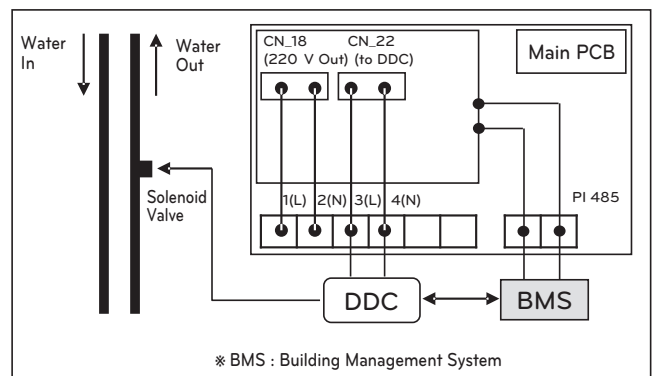 Water
In
Water
Out
CN_18
(220 V Out)
CN_22
(to DDC)
Main PCB
Solenoid
Valve
1(L) 2(N) 3(L) 4(N)
PI 485
DDC
BMS
※ BMS : Building Management System